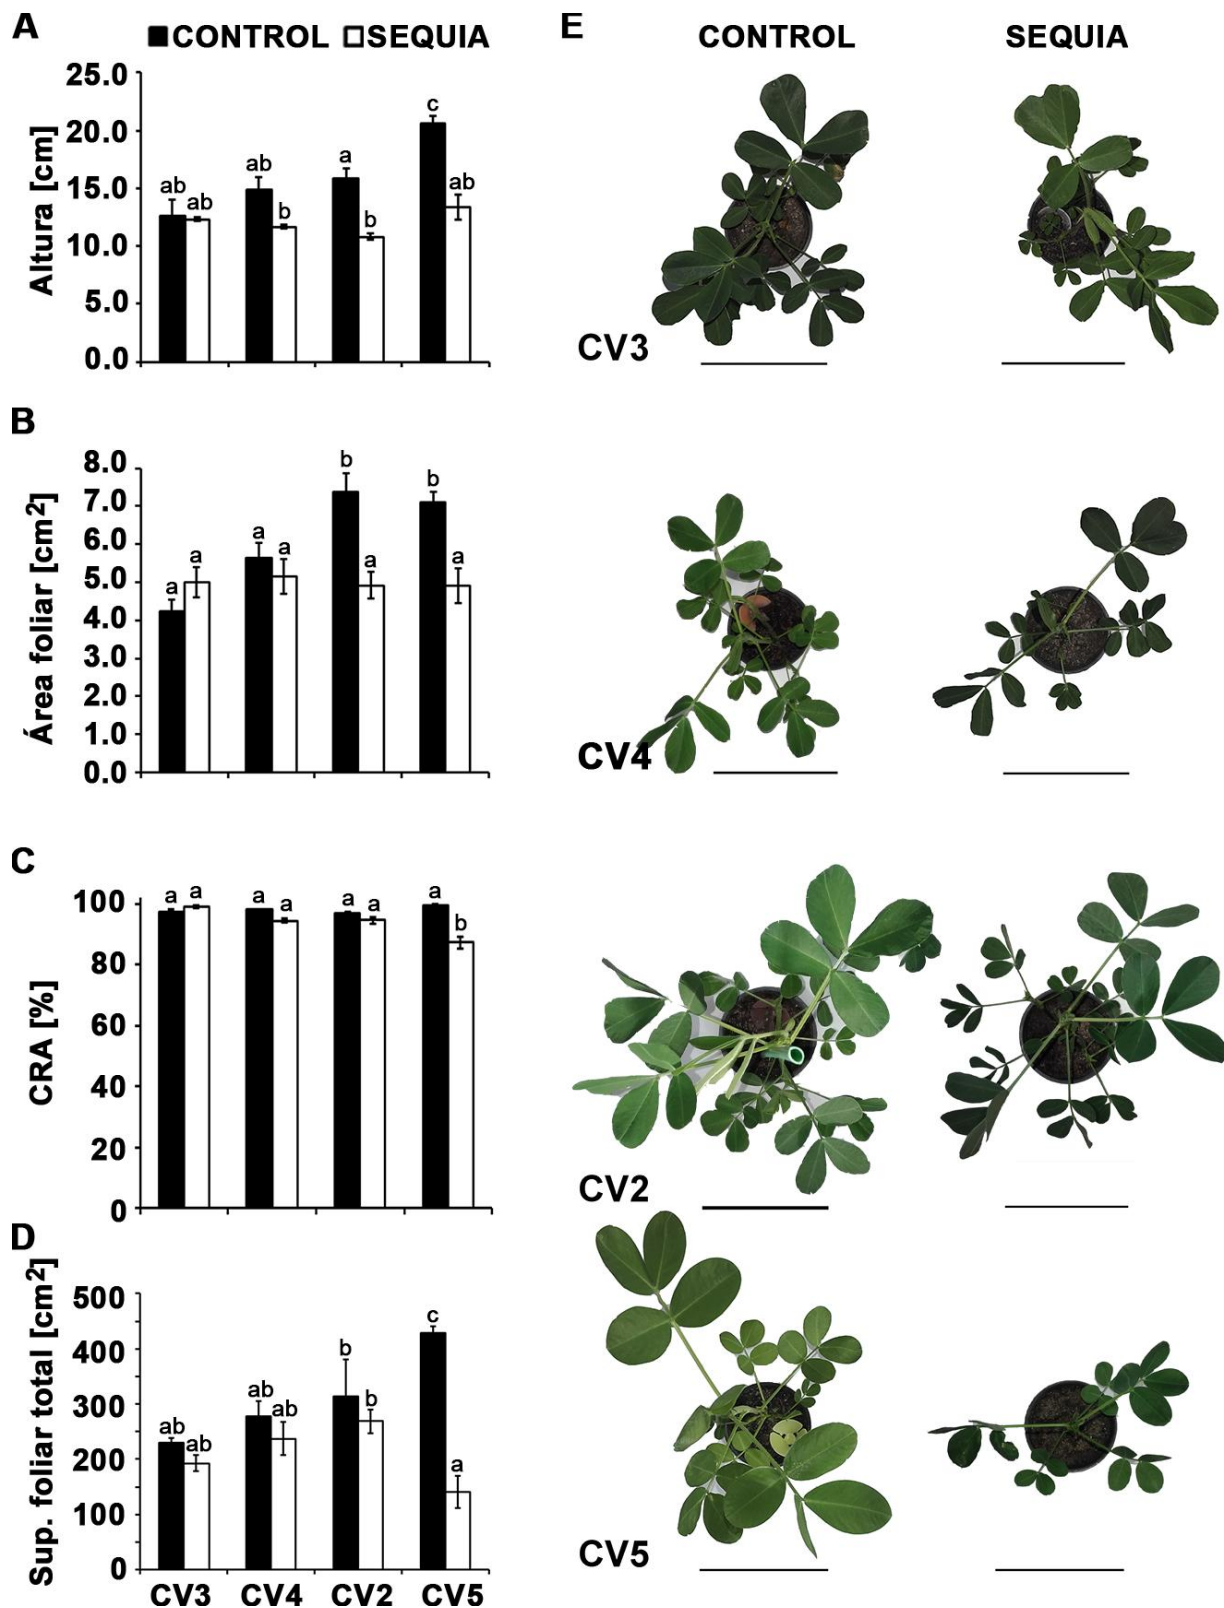 A
CONTROL SEQUIA
25.0
20.0
15.0
10.0
5.0
0.0
Altura [cm]
ab
ab
ab
b
a
b
c
ab
B
8.0
7.0
6.0
5.0
4.0
3.0
2.0
1.0
0.0
Área foliar [cm²]
a
a
a
a
b
a
b
a
C
100
80
60
40
20
0
CRA [%]
a
a
a
a
a
a
a
b
D
500
400
300
200
100
0
Sup. foliar total [cm²]
ab
ab
ab
ab
b
b
c
a
CV3 CV4 CV2 CV5
E
CONTROL SEQUIA
CV3
CV4
CV2
CV5